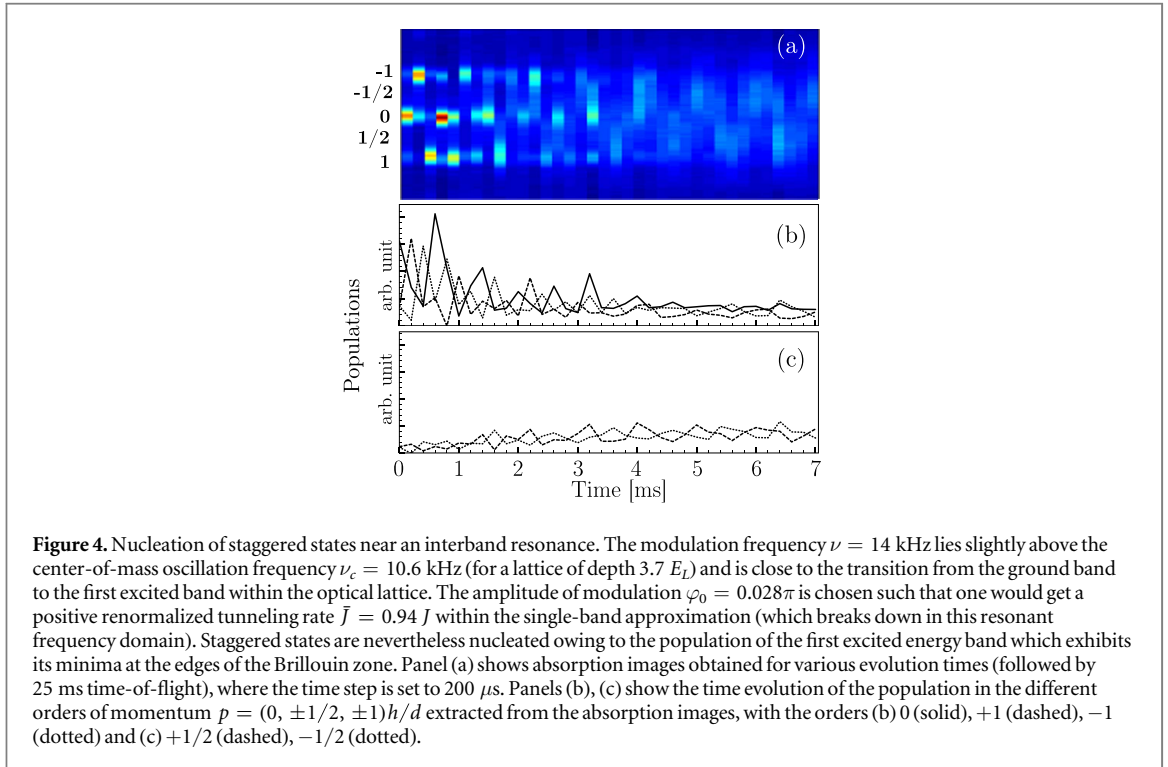 (a)
-1
-1/2
0
1/2
1
(b)
arb. unit
Populations
(c)
arb. unit
0 1 2 3 4 5 6 7
Time [ms]
Figure 4. Nucleation of staggered states near an interband resonance. The modulation frequency ν = 14 kHz lies slightly above the
center-of-mass oscillation frequency ν_c = 10.6 kHz (for a lattice of depth 3.7 E_L) and is close to the transition from the ground band
to the first excited band within the optical lattice. The amplitude of modulation φ₀ = 0.028π is chosen such that one would get a
positive renormalized tunneling rate J̄ = 0.94 J within the single-band approximation (which breaks down in this resonant
frequency domain). Staggered states are nevertheless nucleated owing to the population of the first excited energy band which exhibits
its minima at the edges of the Brillouin zone. Panel (a) shows absorption images obtained for various evolution times (followed by
25 ms time-of-flight), where the time step is set to 200 μs. Panels (b), (c) show the time evolution of the population in the different
orders of momentum p = (0, ±1/2, ±1)h/d extracted from the absorption images, with the orders (b) 0 (solid), +1 (dashed), −1
(dotted) and (c) +1/2 (dashed), −1/2 (dotted).